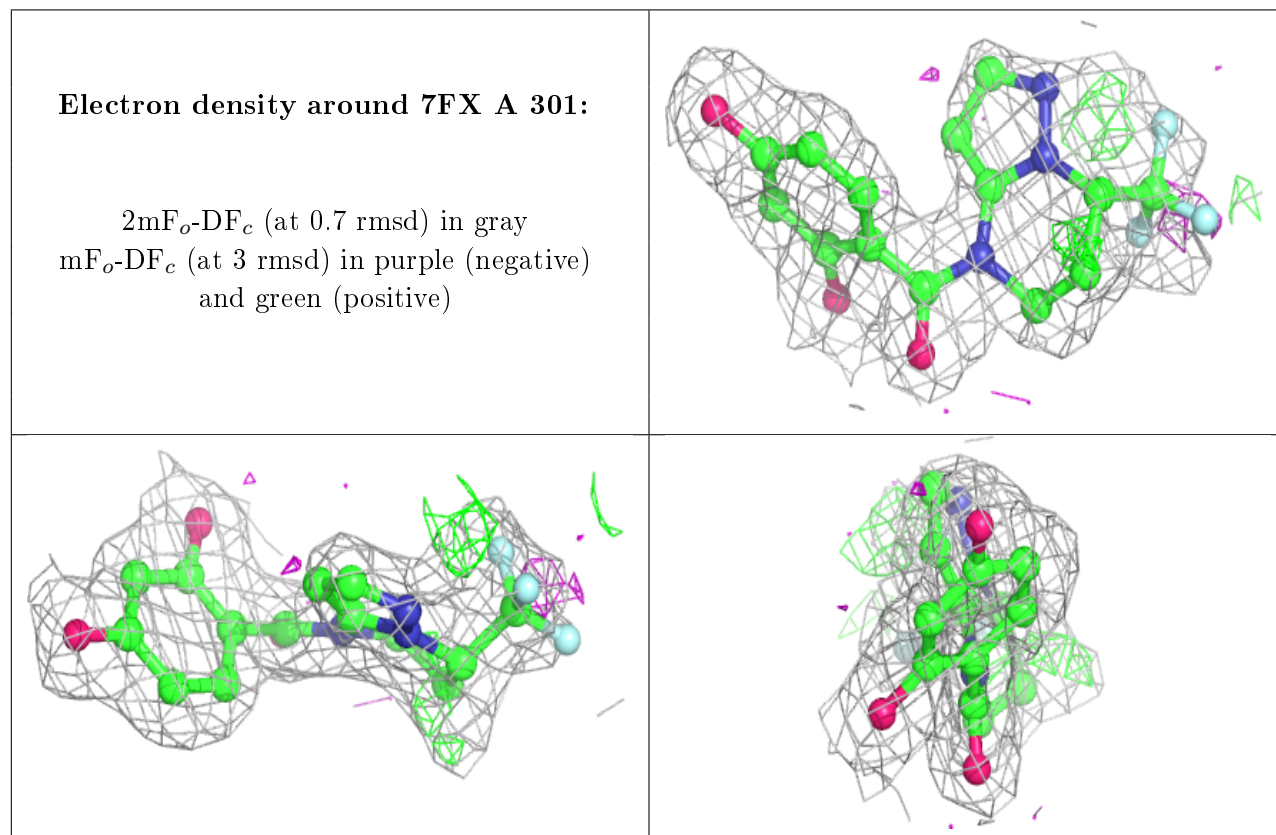 Electron density around 7FX A 301:
2mFo-DFc (at 0.7 rmsd) in gray
mFo-DFc (at 3 rmsd) in purple (negative)
and green (positive)